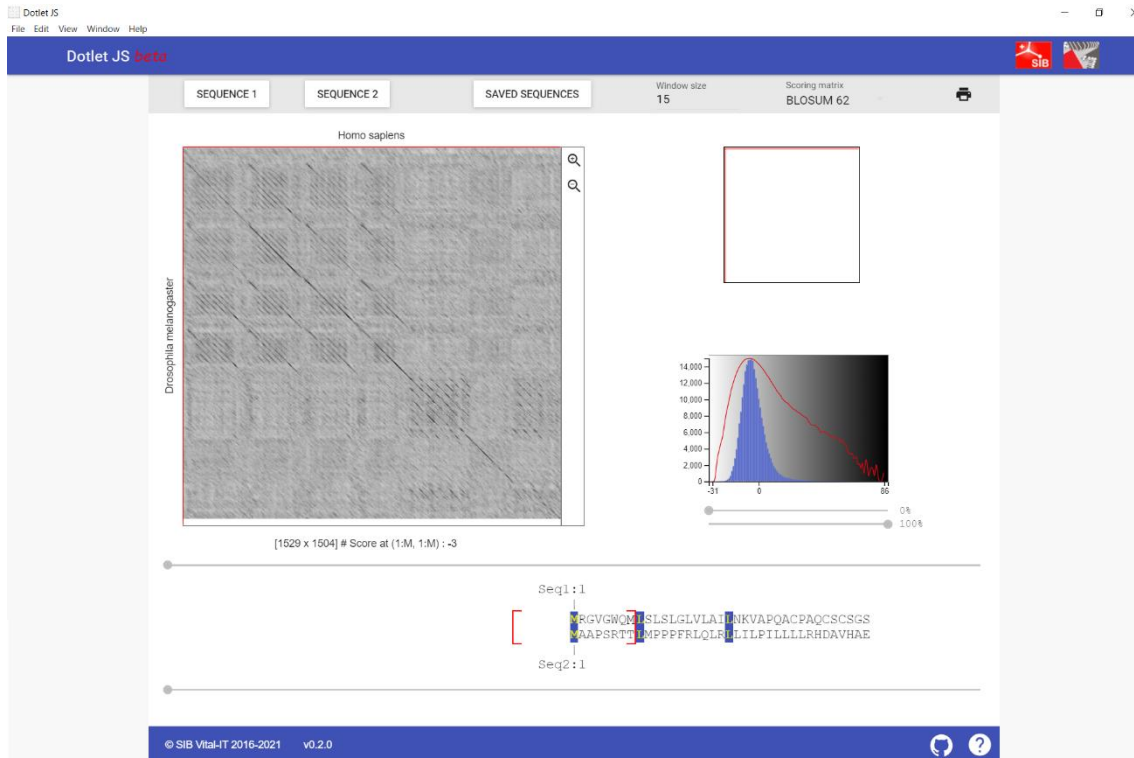 Dotlet JS
File Edit View Window Help
Dotlet JS beta
SIB
SEQUENCE 1
SEQUENCE 2
SAVED SEQUENCES
Window size
15
Scoring matrix
BLOSUM 62
Homo sapiens
Drosophila melanogaster
14,000
12,000
10,000
8,000
6,000
4,000
2,000
0
-31 0 86
0%
100%
[1529 x 1504] # Score at (1:M, 1:M) : -3
Seq1:1
MRGVGWQMLSLSLGLVLAILNKVAPQACPAQCSCSGS
MAAPSRTTLMPPPFRLQLRLLILPILLLLRHDAVHAE
Seq2:1
© SIB Vital-IT 2016-2021 v0.2.0
?